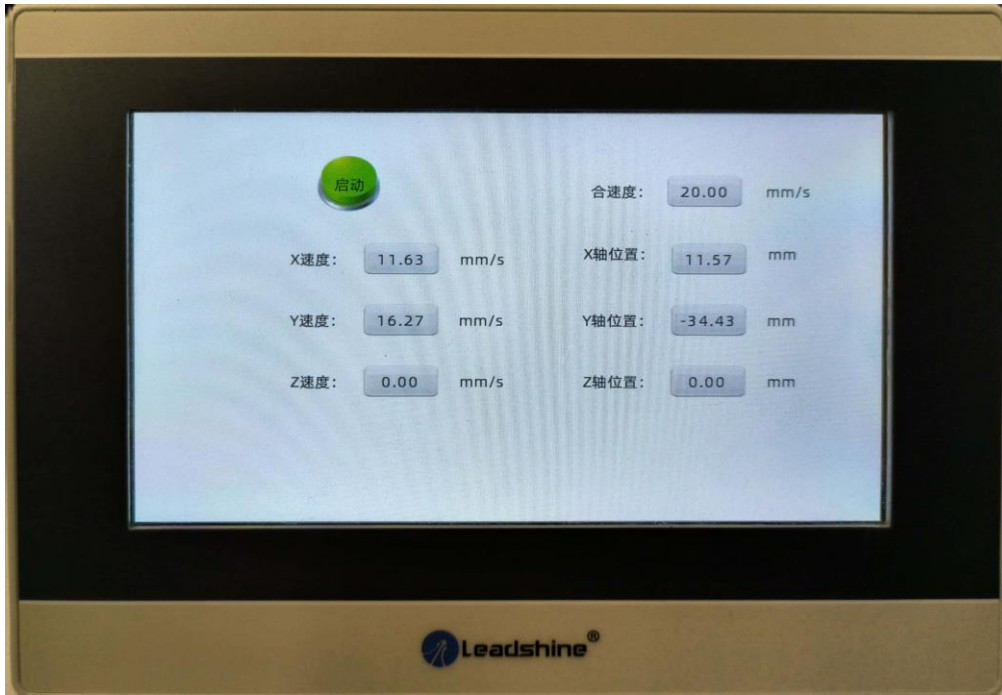 启动
合速度： 20.00 mm/s
X速度： 11.63 mm/s X轴位置： 11.57 mm
Y速度： 16.27 mm/s Y轴位置： -34.43 mm
Z速度： 0.00 mm/s Z轴位置： 0.00 mm
Leadshine®